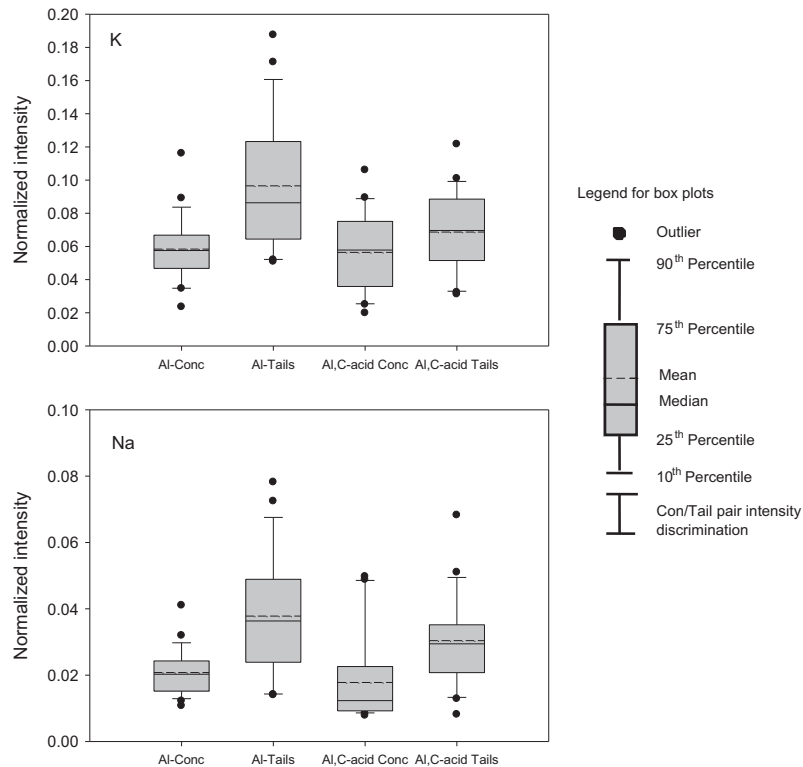 K
Normalized intensity
0.20
0.18
0.16
0.14
0.12
0.10
0.08
0.06
0.04
0.02
0.00
Al-Conc Al-Tails Al,C-acid Conc Al,C-acid Tails
Na
Normalized intensity
0.10
0.08
0.06
0.04
0.02
0.00
Al-Conc Al-Tails Al,C-acid Conc Al,C-acid Tails
Legend for box plots
Outlier
90th Percentile
75th Percentile
Mean
Median
25th Percentile
10th Percentile
Con/Tail pair intensity
discrimination